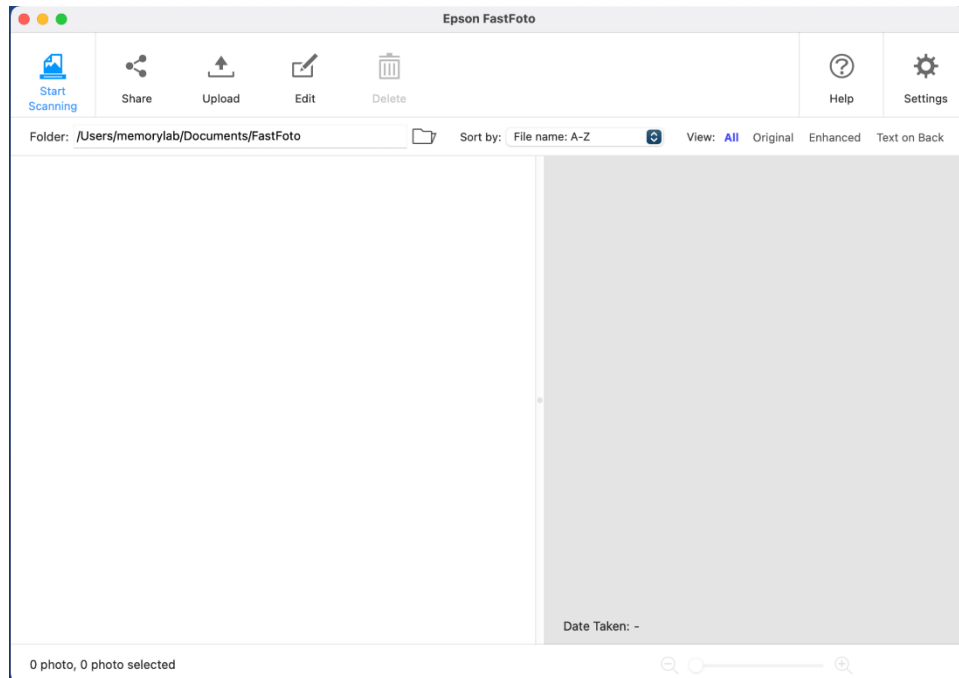 Epson FastFoto
Start Scanning
Share
Upload
Edit
Delete
Help
Settings
Folder: /Users/memorylab/Documents/FastFoto
Sort by: File name: A-Z
View: All Original Enhanced Text on Back
Date Taken: -
0 photo, 0 photo selected